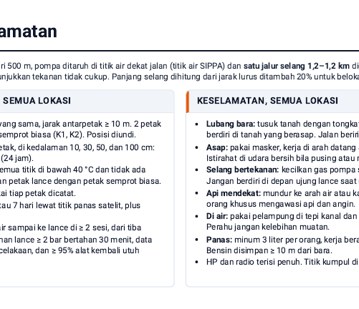 amatan
ri 500 m, pompa ditaruh di titik air dekat jalan (titik air SIPPA) dan satu jalur selang 1,2–1,2 km di
unjukkan tekanan tidak cukup. Panjang selang dihitung dari jarak lurus ditambah 20% untuk beloka
SEMUA LOKASI
yang sama, jarak antarpetak ≥ 10 m. 2 petak
semprot biasa (K1, K2). Posisi diundi.
etak, di kedalaman 10, 30, 50, dan 100 cm:
(24 jam).
emua titik di bawah 40 °C dan tidak ada
an petak lance dengan petak semprot biasa.
kai tiap petak dicatat.
tau 7 hari lewat titik panas satelit, plus
air sampai ke lance di ≥ 2 sesi, dari tiba
nan lance ≥ 2 bar bertahan 30 menit, data
celakaan, dan ≥ 95% alat kembali utuh
KESELAMATAN, SEMUA LOKASI
• Lubang bara: tusuk tanah dengan tongka
berdiri di tanah yang berasap. Jalan berir
• Asap: pakai masker, kerja di arah datang
Istirahat di udara bersih bila pusing atau
• Selang bertekanan: kecilkan gas pompa s
Jangan berdiri di depan ujung lance saat
• Api mendekat: mundur ke arah air atau ka
orang khusus mengawasi api dan angin.
• Di air: pakai pelampung di tepi kanal dan
Perahu jangan kelebihan muatan.
• Panas: minum 3 liter per orang, kerja bera
Bensin disimpan ≥ 10 m dari bara.
• HP dan radio terisi penuh. Titik kumpul di